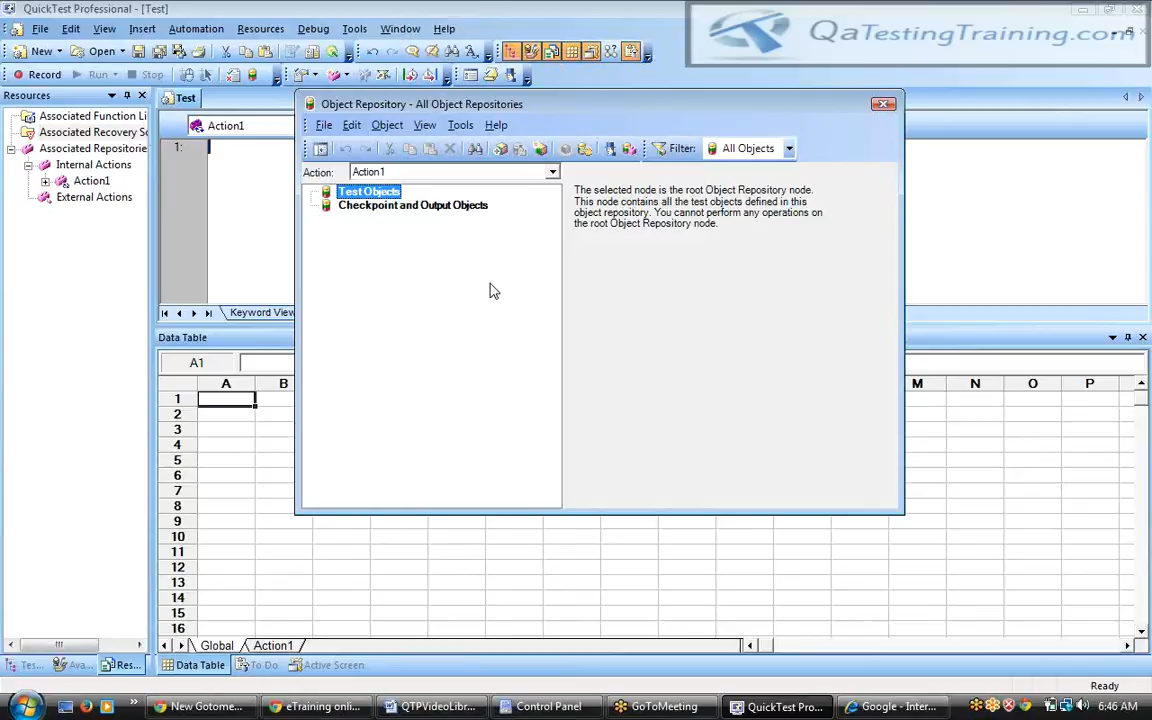 QuickTest Professional - [Test]
QaTestingTraining.com
File Edit View Insert Automation Resources Debug Tools Window Help
New Open
Record Run Stop
Resources
Test
Associated Function Li
Associated Recovery Sc
Associated Repositorie
Internal Actions
Action1
External Actions
Action1
1:
Keyword View
Object Repository - All Object Repositories
File Edit Object View Tools Help
Filter: All Objects
Action: Action1
Test Objects
Checkpoint and Output Objects
The selected node is the root Object Repository node.
This node contains all the test objects defined in this
object repository. You cannot perform any operations on
the root Object Repository node.
Data Table
A1
A B M N O P
1
2
3
4
5
6
7
8
9
10
11
12
13
14
15
16
Global Action1
Tes... Ava... Res... Data Table To Do Active Screen
Ready
New Gotome... eTraining onli... QTPVideoLibr... Control Panel GoToMeeting QuickTest Pro... Google - Inter... 6:46 AM